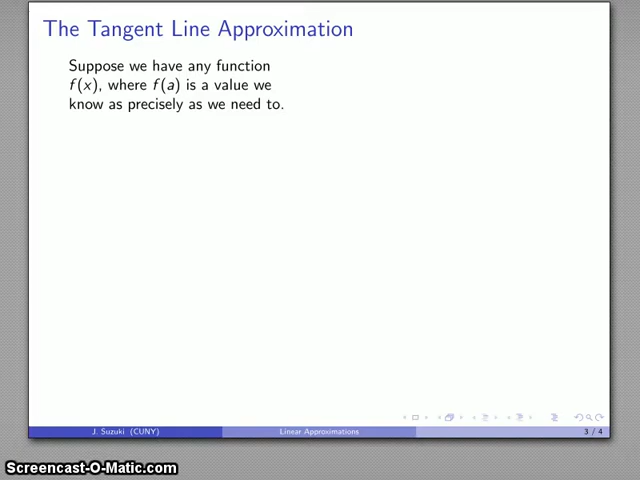 The Tangent Line Approximation
Suppose we have any function
f(x), where f(a) is a value we
know as precisely as we need to.
J. Suzuki (CUNY)
Linear Approximations
3 / 4
Screencast-O-Matic.com